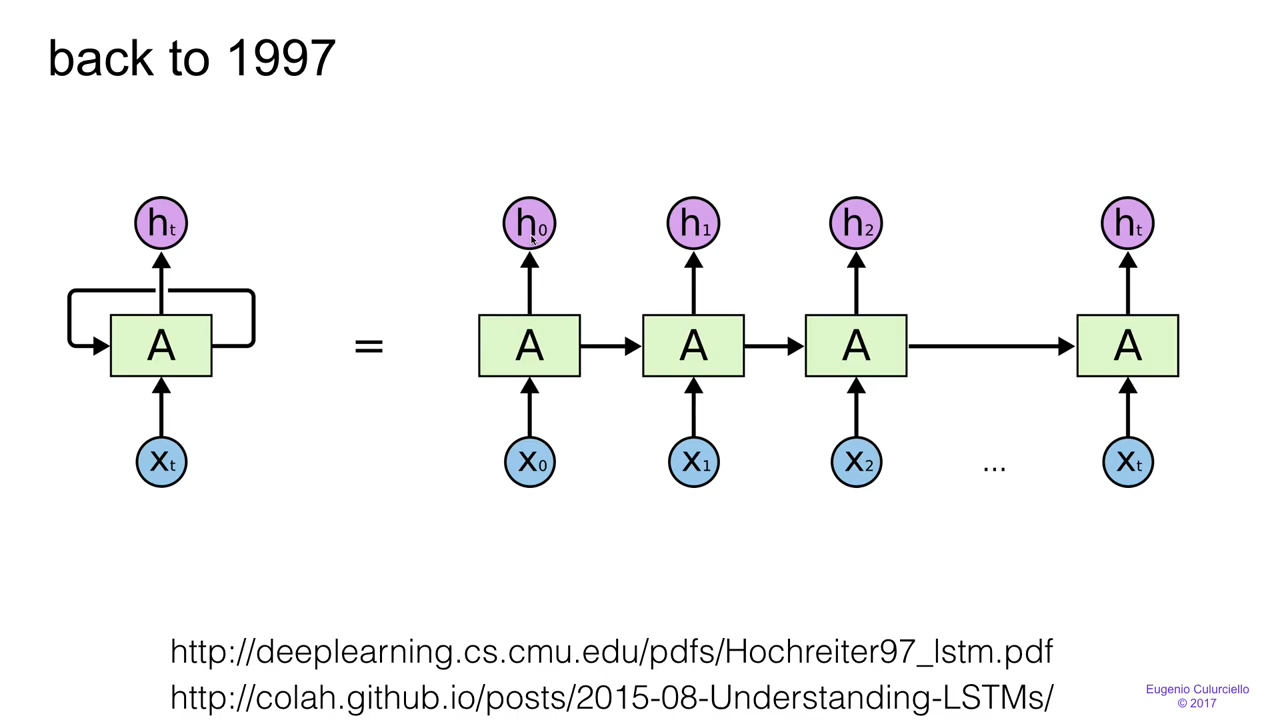 back to 1997
ht h0 h1 h2 ht
A = A A A A
xt x0 x1 x2 ... xt
http://deeplearning.cs.cmu.edu/pdfs/Hochreiter97_lstm.pdf
http://colah.github.io/posts/2015-08-Understanding-LSTMs/
Eugenio Culurciello
© 2017